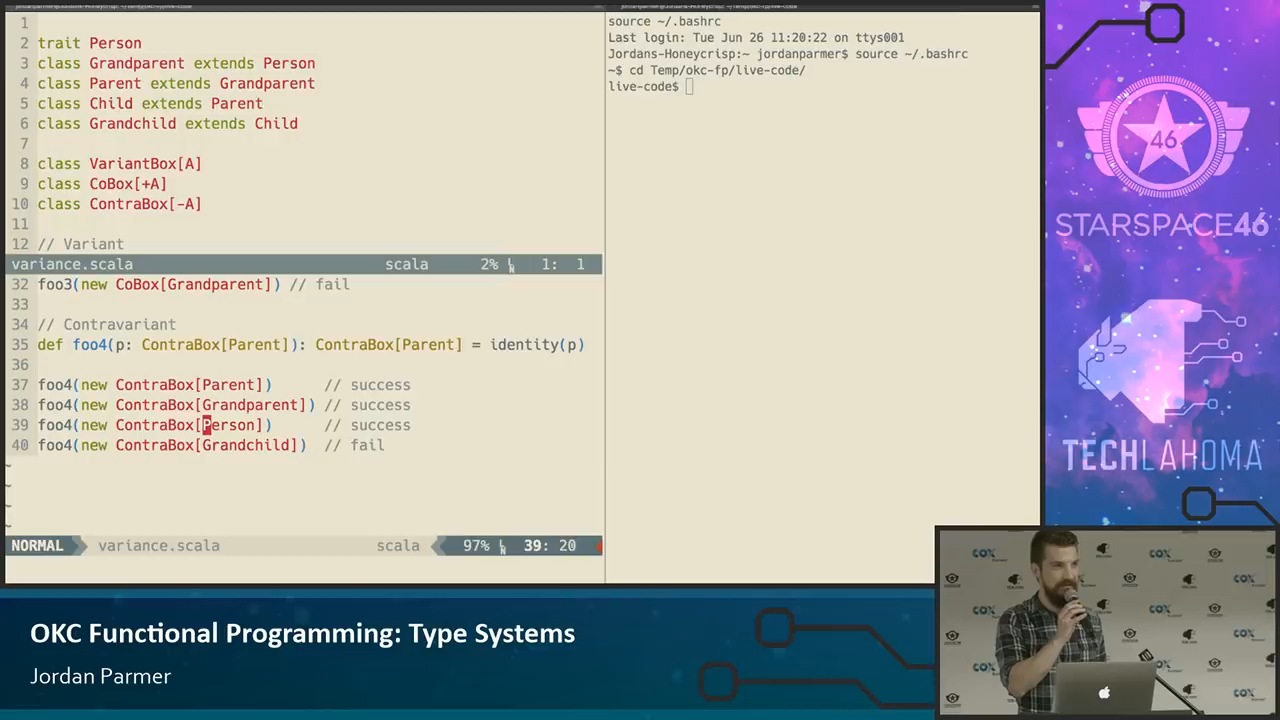 1
2 trait Person
3 class Grandparent extends Person
4 class Parent extends Grandparent
5 class Child extends Parent
6 class Grandchild extends Child
7
8 class VariantBox[A]
9 class CoBox[+A]
10 class ContraBox[-A]
11
12 // Variant
variance.scala scala 2% 1: 1
32 foo3(new CoBox[Grandparent]) // fail
33
34 // Contravariant
35 def foo4(p: ContraBox[Parent]): ContraBox[Parent] = identity(p)
36
37 foo4(new ContraBox[Parent]) // success
38 foo4(new ContraBox[Grandparent]) // success
39 foo4(new ContraBox[Person]) // success
40 foo4(new ContraBox[Grandchild]) // fail
~
~
~
~
NORMAL variance.scala scala 97% 39: 20
source ~/.bashrc
Last login: Tue Jun 26 11:20:22 on ttys001
Jordans-Honeycrisp:~ jordanparmer$ source ~/.bashrc
~$ cd Temp/okc-fp/live-code/
live-code$
46
STARSPACE46
TECHLAHOMA
COX
COX
COX
COX
COX
COX
OKC Functional Programming: Type Systems
Jordan Parmer